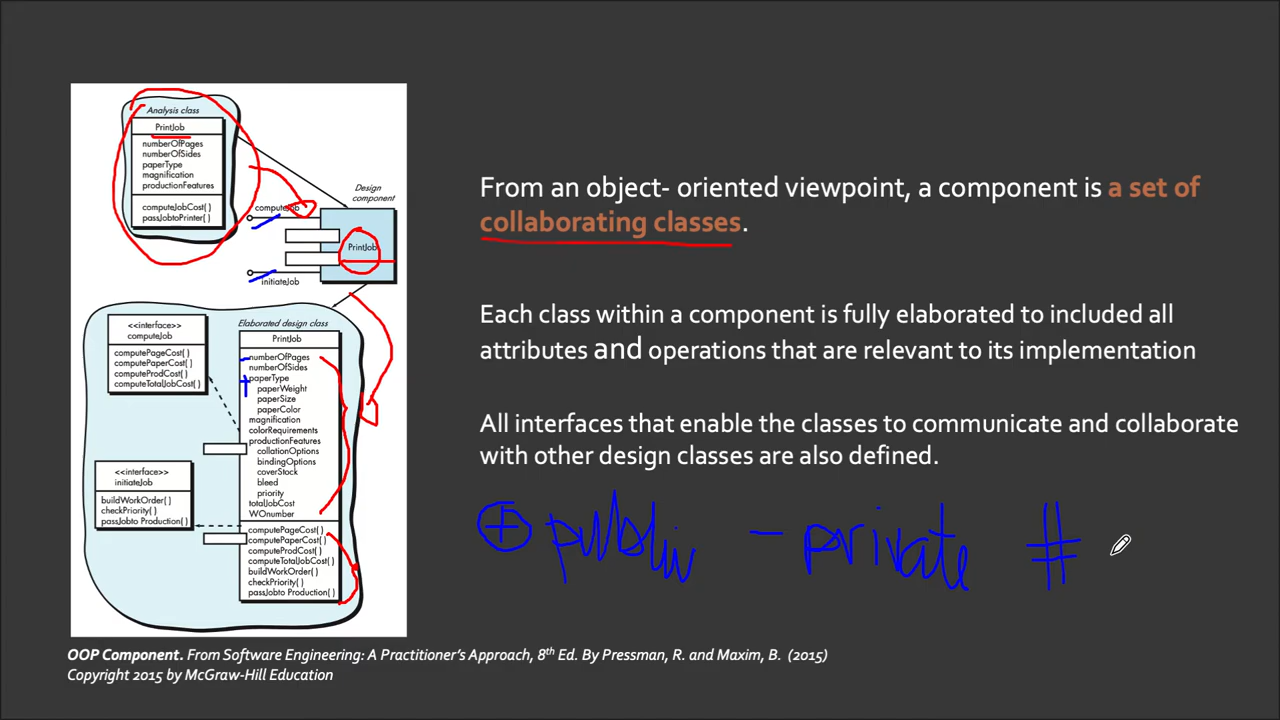 Analysis class
PrintJob
numberOfPages
numberOfSides
paperType
magnification
productionFeatures
computeJobCost( )
passJobtoPrinter( )
Design
component
computeJob
PrintJob
initiateJob
Elaborated design class
<<interface>>
computeJob
computePageCost( )
computePaperCost( )
computeProdCost( )
computeTotalJobCost( )
PrintJob
numberOfPages
numberOfSides
paperType
paperWeight
paperSize
paperColor
magnification
colorRequirements
productionFeatures
collationOptions
bindingOptions
coverStock
bleed
priority
totalJobCost
WOnumber
<<interface>>
initiateJob
buildWorkOrder( )
checkPriority( )
passJobto Production( )
computePageCost( )
computePaperCost( )
computeProdCost( )
computeTotalJobCost( )
buildWorkOrder( )
checkPriority( )
passJobto Production( )
From an object- oriented viewpoint, a component is a set of
collaborating classes.
Each class within a component is fully elaborated to included all
attributes and operations that are relevant to its implementation
All interfaces that enable the classes to communicate and collaborate
with other design classes are also defined.
+ public - private #
OOP Component. From Software Engineering: A Practitioner's Approach, 8th Ed. By Pressman, R. and Maxim, B. (2015)
Copyright 2015 by McGraw-Hill Education